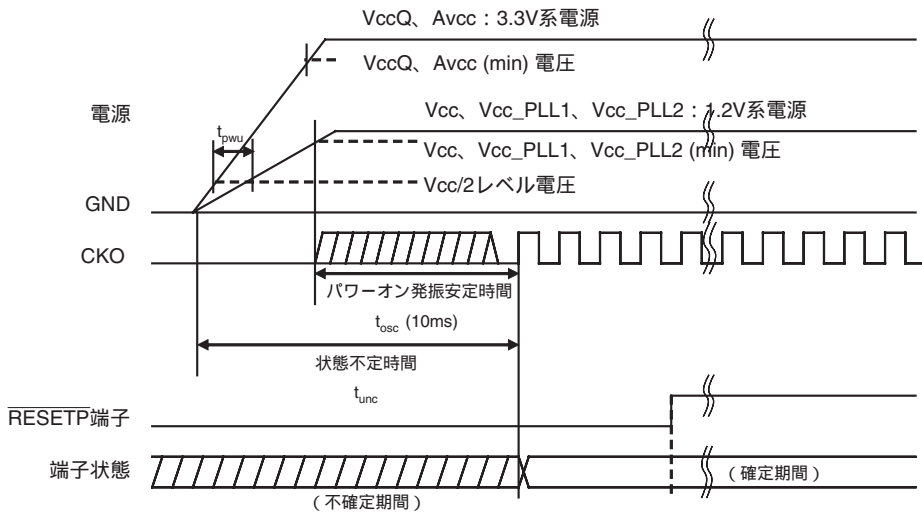 VccQ、Avcc：3.3V系電源
VccQ、Avcc (min) 電圧
電源
Vcc、Vcc_PLL1、Vcc_PLL2：1.2V系電源
tpwu
Vcc、Vcc_PLL1、Vcc_PLL2 (min) 電圧
Vcc/2レベル電圧
GND
CKO
パワーオン発振安定時間
tosc (10ms)
状態不定時間
tunc
RESETP端子
端子状態
（確定期間）
（不確定期間）